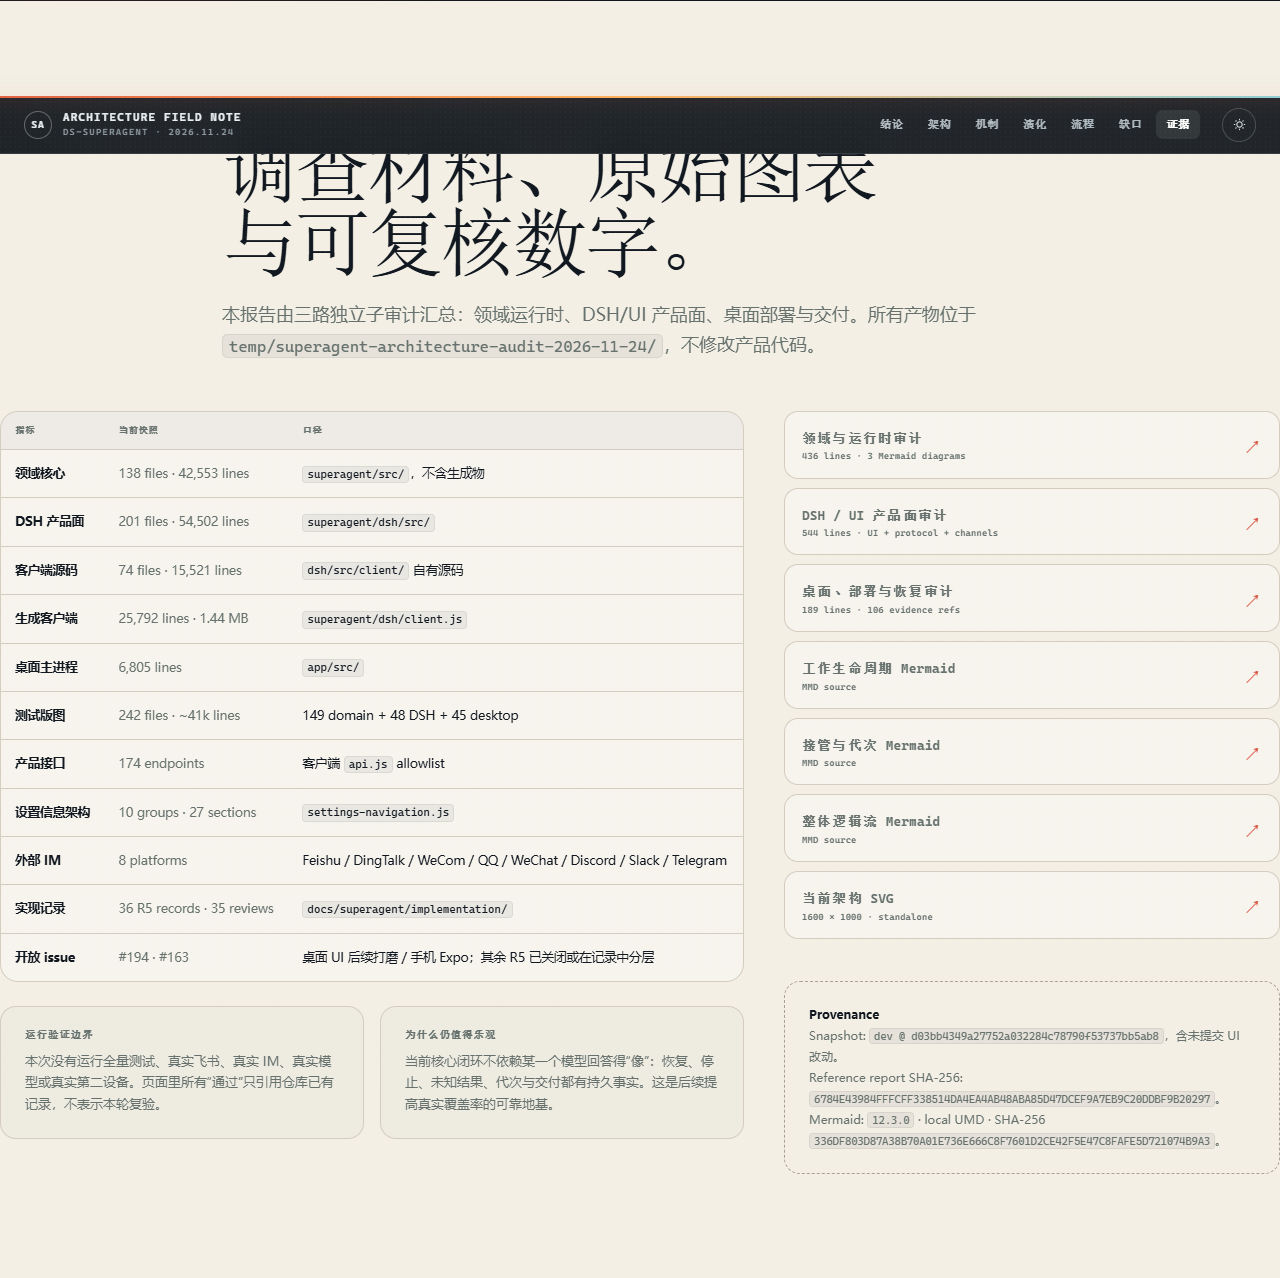 SA
ARCHITECTURE FIELD NOTE
DS-SUPERAGENT · 2026.11.24
结论 架构 机制 演化 流程 缺口 证据
调查材料、原始图表
与可复核数字。
本报告由三路独立子审计汇总：领域运行时、DSH/UI 产品面、桌面部署与交付。所有产物位于
temp/superagent-architecture-audit-2026-11-24/，不修改产品代码。
指标 当前快照 口径
领域核心 138 files · 42,553 lines superagent/src/，不含生成物
DSH 产品面 201 files · 54,502 lines superagent/dsh/src/
客户端源码 74 files · 15,521 lines dsh/src/client/ 自有源码
生成客户端 25,792 lines · 1.44 MB superagent/dsh/client.js
桌面主进程 6,805 lines app/src/
测试版图 242 files · ~41k lines 149 domain + 48 DSH + 45 desktop
产品接口 174 endpoints 客户端 api.js allowlist
设置信息架构 10 groups · 27 sections settings-navigation.js
外部 IM 8 platforms Feishu / DingTalk / WeCom / QQ / WeChat / Discord / Slack / Telegram
实现记录 36 R5 records · 35 reviews docs/superagent/implementation/
开放 issue #194 · #163 桌面 UI 后续打磨 / 手机 Expo；其余 R5 已关闭或在记录中分层
运行验证边界
本次没有运行全量测试、真实飞书、真实 IM、真实模
型或真实第二设备。页面里所有“通过”只引用仓库已有
记录，不表示本轮复验。
为什么仍值得乐观
当前核心闭环不依赖某一个模型回答得“像”：恢复、停
止、未知结果、代次与交付都有持久事实。这是后续提
高真实覆盖率的可靠地基。
领域与运行时审计
436 lines · 3 Mermaid diagrams
↗
DSH / UI 产品面审计
544 lines · UI + protocol + channels
↗
桌面、部署与恢复审计
189 lines · 106 evidence refs
↗
工作生命周期 Mermaid
MMD source
↗
接管与代次 Mermaid
MMD source
↗
整体逻辑流 Mermaid
MMD source
↗
当前架构 SVG
1600 × 1000 · standalone
↗
Provenance
Snapshot: dev @ d03bb4349a27752a032284c78790f53737bb5ab8，含未提交 UI
改动。
Reference report SHA-256:
6784E43984FFFCFF338514DA4EA4AB48ABA85D47DCEF9A7EB9C20DDBF9B20297。
Mermaid: 12.3.0 · local UMD · SHA-256
336DF803D87A38B70A01E736E666C8F7601D2CE42F5E47C8FAFE5D721074B9A3。